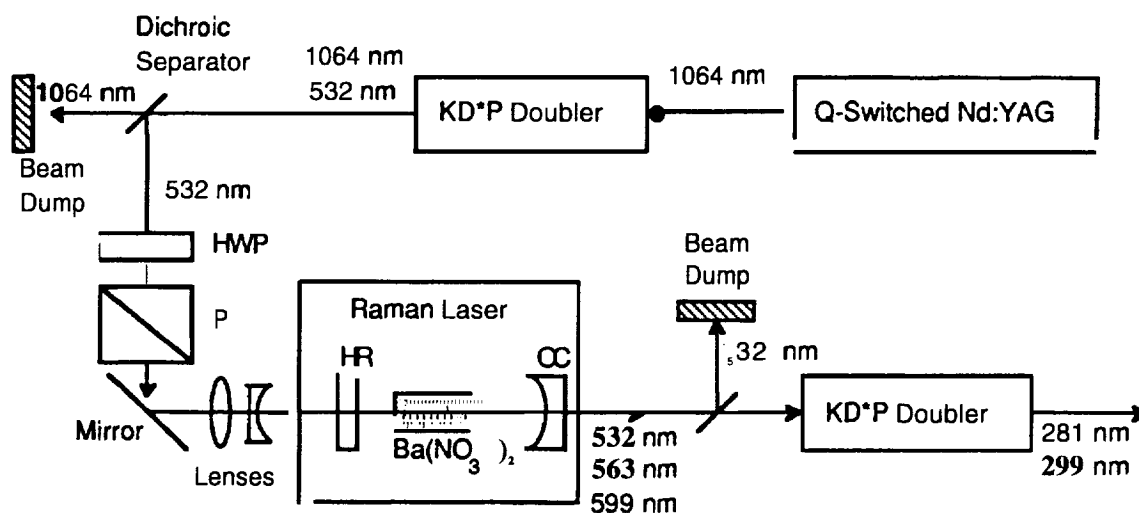 Dichroic
Separator
1064 nm
1064 nm
532 nm
KD*P Doubler
1064 nm
Q-Switched Nd:YAG
Beam
Dump
532 nm
HWP
P
Mirror
Lenses
Raman Laser
HR
Ba(NO3)2
OC
532 nm
563 nm
599 nm
Beam
Dump
532 nm
KD*P Doubler
281 nm
299 nm